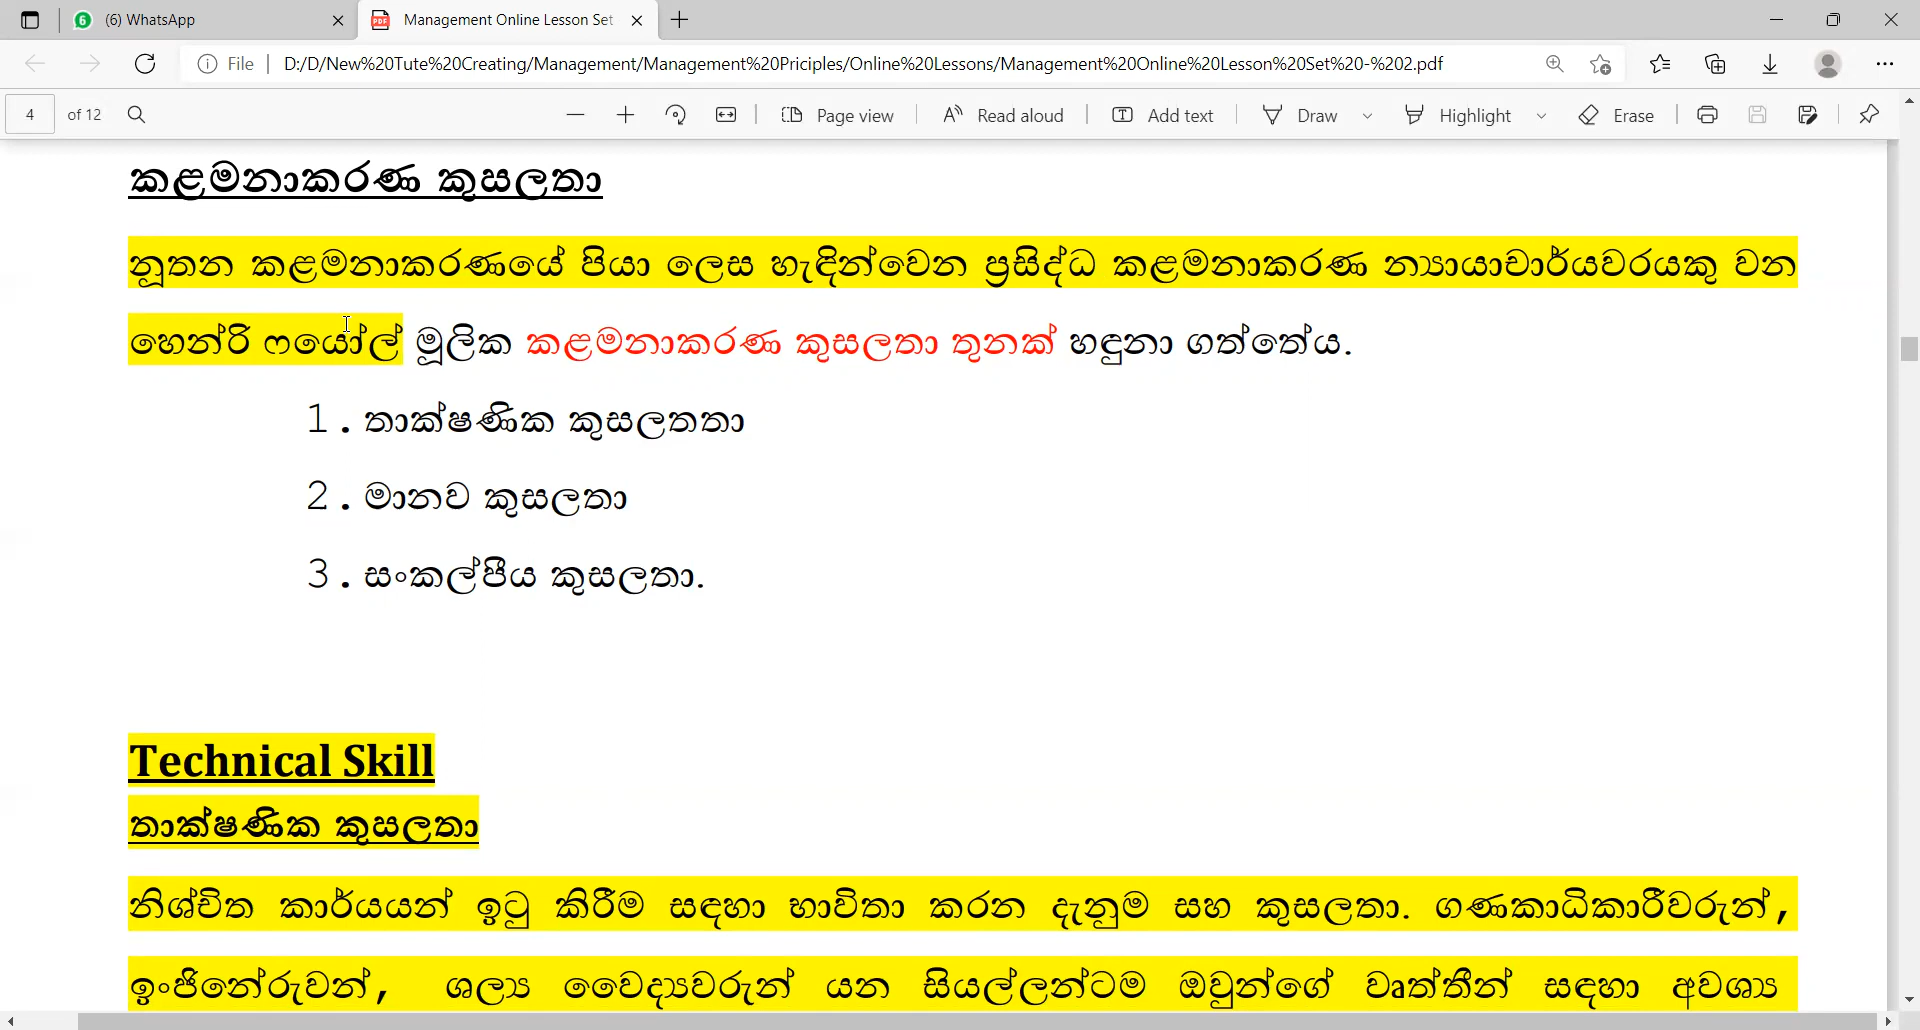 (6) WhatsApp
Management Online Lesson Set
File
D:/D/New%20Tute%20Creating/Management/Management%20Priciples/Online%20Lessons/Management%20Online%20Lesson%20Set%20-%202.pdf
4 of 12
Page view
Read aloud
Add text
Draw
Highlight
Erase
කළමනාකරණ කුසලතා
නූතන කළමනාකරණයේ පියා ලෙස හැඳින්වෙන ප්‍රසිද්ධ කළමනාකරණ න්‍යායාචාර්යවරයකු වන
හෙන්රි ෆයෝල් මූලික කළමනාකරණ කුසලතා තුනක් හඳුනා ගත්තේය.
1. තාක්ෂණික කුසලතතා
2. මානව කුසලතා
3. සංකල්පීය කුසලතා.
Technical Skill
තාක්ෂණික කුසලතා
නිශ්චිත කාර්යයන් ඉටු කිරීම සඳහා භාවිතා කරන දැනුම සහ කුසලතා. ගණකාධිකාරීවරුන්,
ඉංජිනේරුවන්, ශල්‍ය වෛද්‍යවරුන් යන සියල්ලන්ටම ඔවුන්ගේ වෘත්තීන් සඳහා අවශ්‍ය